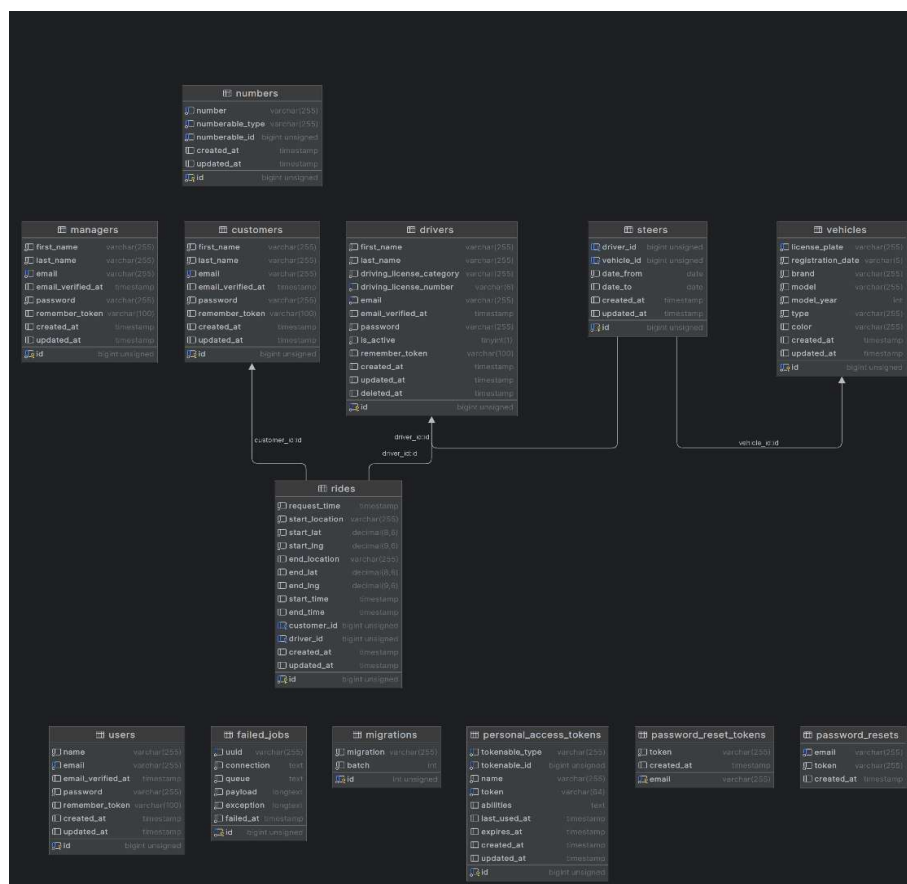 numbers
number varchar(255)
numberable_type varchar(255)
numberable_id bigint unsigned
created_at timestamp
updated_at timestamp
id bigint unsigned
managers
first_name varchar(255)
last_name varchar(255)
email varchar(255)
email_verified_at timestamp
password varchar(255)
remember_token varchar(100)
created_at timestamp
updated_at timestamp
id bigint unsigned
customers
first_name varchar(255)
last_name varchar(255)
email varchar(255)
email_verified_at timestamp
password varchar(255)
remember_token varchar(100)
created_at timestamp
updated_at timestamp
id bigint unsigned
drivers
first_name varchar(255)
last_name varchar(255)
driving_license_category varchar(255)
driving_license_number
email varchar(255)
email_verified_at timestamp
password varchar(255)
is_active tinyint(1)
remember_token varchar(100)
created_at timestamp
updated_at timestamp
deleted_at timestamp
id bigint unsigned
steers
driver_id bigint unsigned
vehicle_id bigint unsigned
date_from date
date_to date
created_at timestamp
updated_at timestamp
id bigint unsigned
vehicles
license_plate varchar(255)
registration_date
brand varchar(255)
model varchar(255)
model_year int
type varchar(255)
color varchar(255)
created_at timestamp
updated_at timestamp
id bigint unsigned
customer_id:id
driver_id:id
driver_id:id
vehicle_id:id
rides
request_time timestamp
start_location varchar(255)
start_lat
start_lng decimal(9,6)
end_location varchar(255)
end_lat
end_lng decimal(9,6)
start_time timestamp
end_time timestamp
customer_id bigint unsigned
driver_id bigint unsigned
created_at timestamp
updated_at timestamp
id bigint unsigned
users
name varchar(255)
email varchar(255)
email_verified_at timestamp
password varchar(255)
remember_token varchar(100)
created_at timestamp
updated_at timestamp
id bigint unsigned
failed_jobs
uuid varchar(255)
connection text
queue text
payload longtext
exception longtext
failed_at timestamp
id bigint unsigned
migrations
migration varchar(255)
batch int
id int unsigned
personal_access_tokens
tokenable_type varchar(255)
tokenable_id bigint unsigned
name varchar(255)
token varchar(64)
abilities text
last_used_at timestamp
expires_at timestamp
created_at timestamp
updated_at timestamp
id bigint unsigned
password_reset_tokens
token varchar(255)
created_at timestamp
email varchar(255)
password_resets
email varchar(255)
token varchar(255)
created_at timestamp